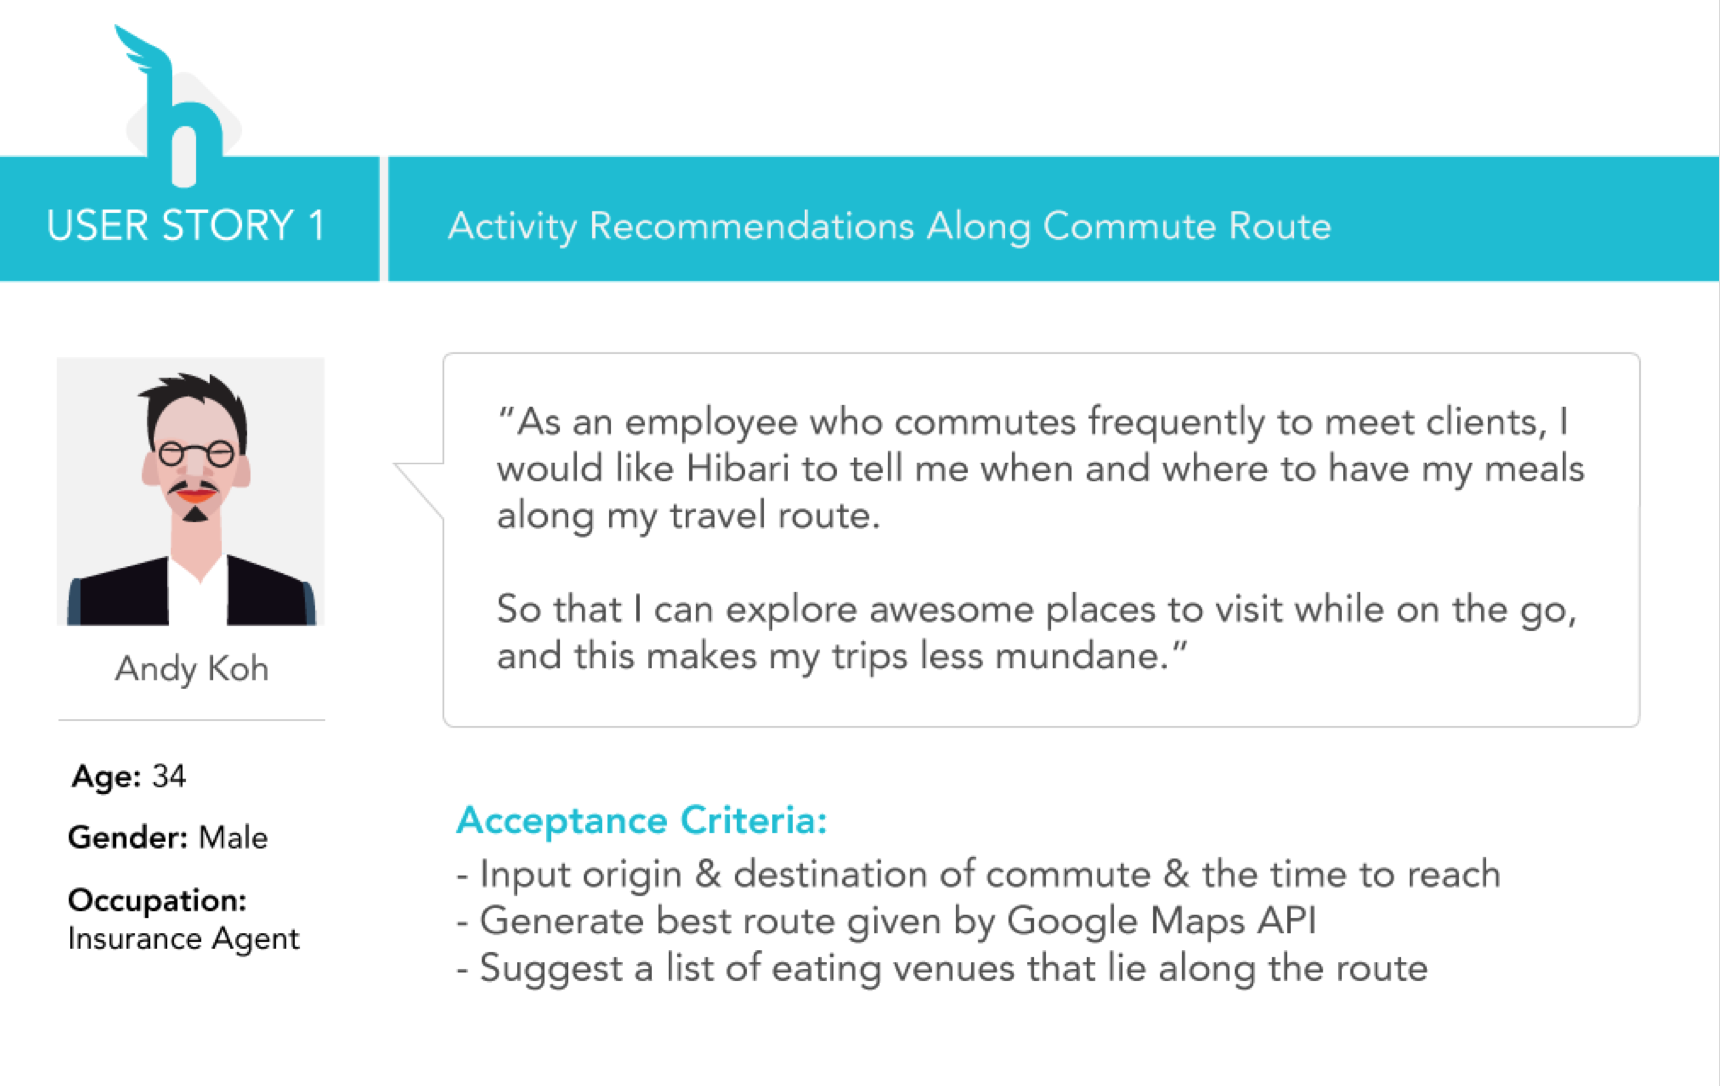 USER STORY 1
Activity Recommendations Along Commute Route
“As an employee who commutes frequently to meet clients, I
would like Hibari to tell me when and where to have my meals
along my travel route.
So that I can explore awesome places to visit while on the go,
and this makes my trips less mundane.”
Andy Koh
Age: 34
Gender: Male
Occupation:
Insurance Agent
Acceptance Criteria:
- Input origin & destination of commute & the time to reach
- Generate best route given by Google Maps API
- Suggest a list of eating venues that lie along the route